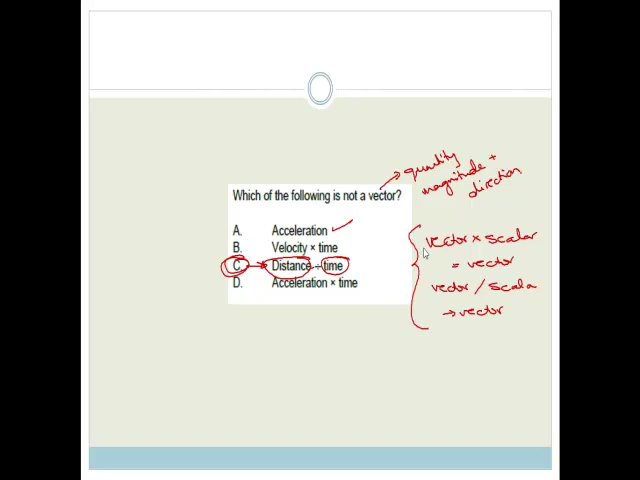 quantity
magnitude +
direction
Which of the following is not a vector?
A. Acceleration
B. Velocity × time
C. Distance ÷ time
D. Acceleration × time
vector × scalar
= vector
vector / scala
→ vector